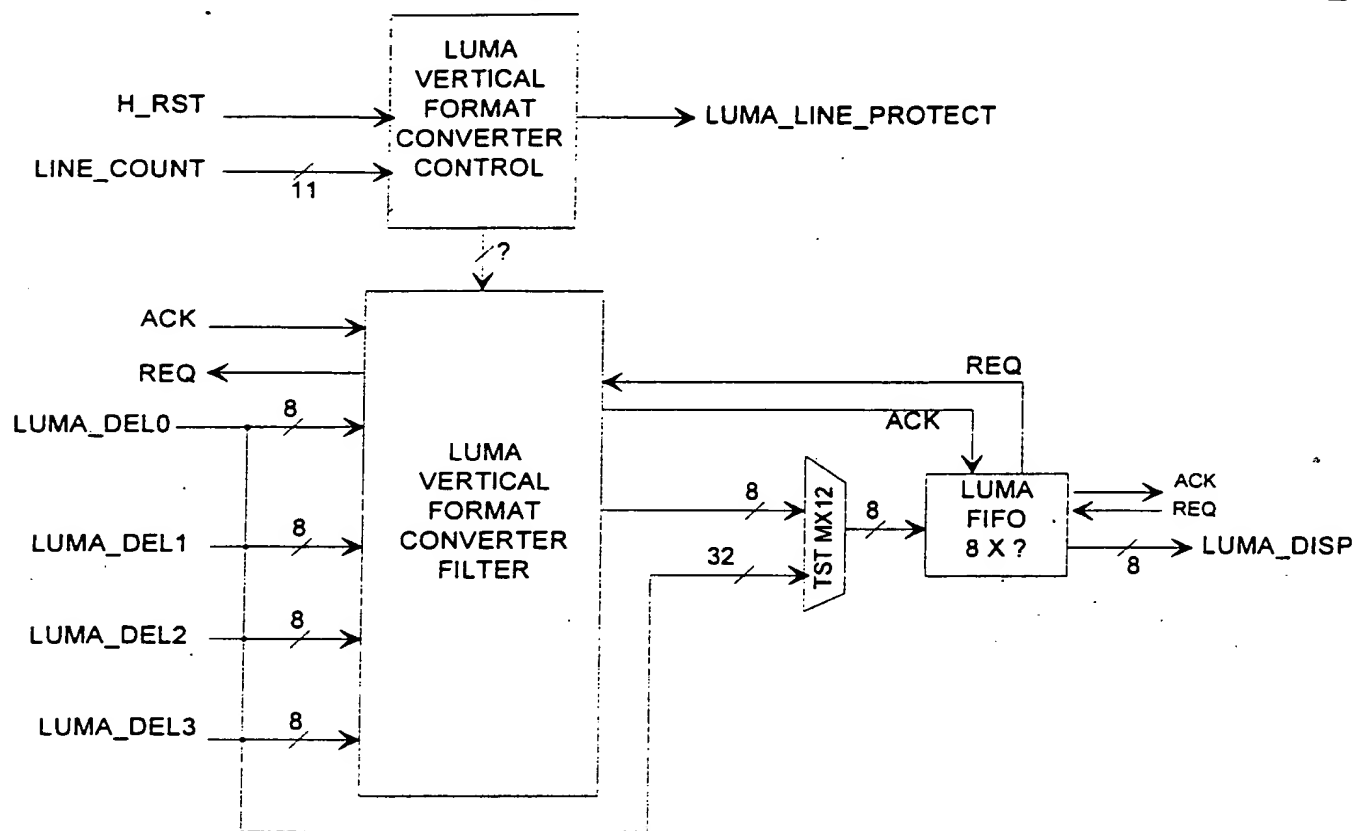 LUMA
VERTICAL
FORMAT
CONVERTER
CONTROL
H_RST
LINE_COUNT
11
LUMA_LINE_PROTECT
?
ACK
REQ
LUMA_DEL0
8
LUMA_DEL1
8
LUMA_DEL2
8
LUMA_DEL3
8
LUMA
VERTICAL
FORMAT
CONVERTER
FILTER
REQ
ACK
8
32
TST MX12
8
LUMA
FIFO
8 X ?
ACK
REQ
8
LUMA_DISP